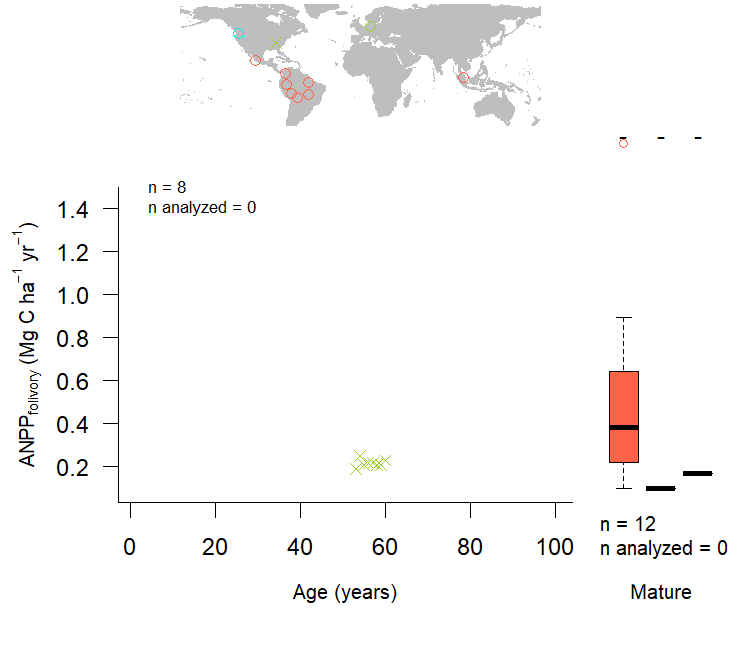 - - -
n = 8
n analyzed = 0
1.4
1.2
1.0
0.8
0.6
0.4
0.2
ANPP_folivory (Mg C ha⁻¹ yr⁻¹)
0 20 40 60 80 100
Age (years)
n = 12
n analyzed = 0
Mature